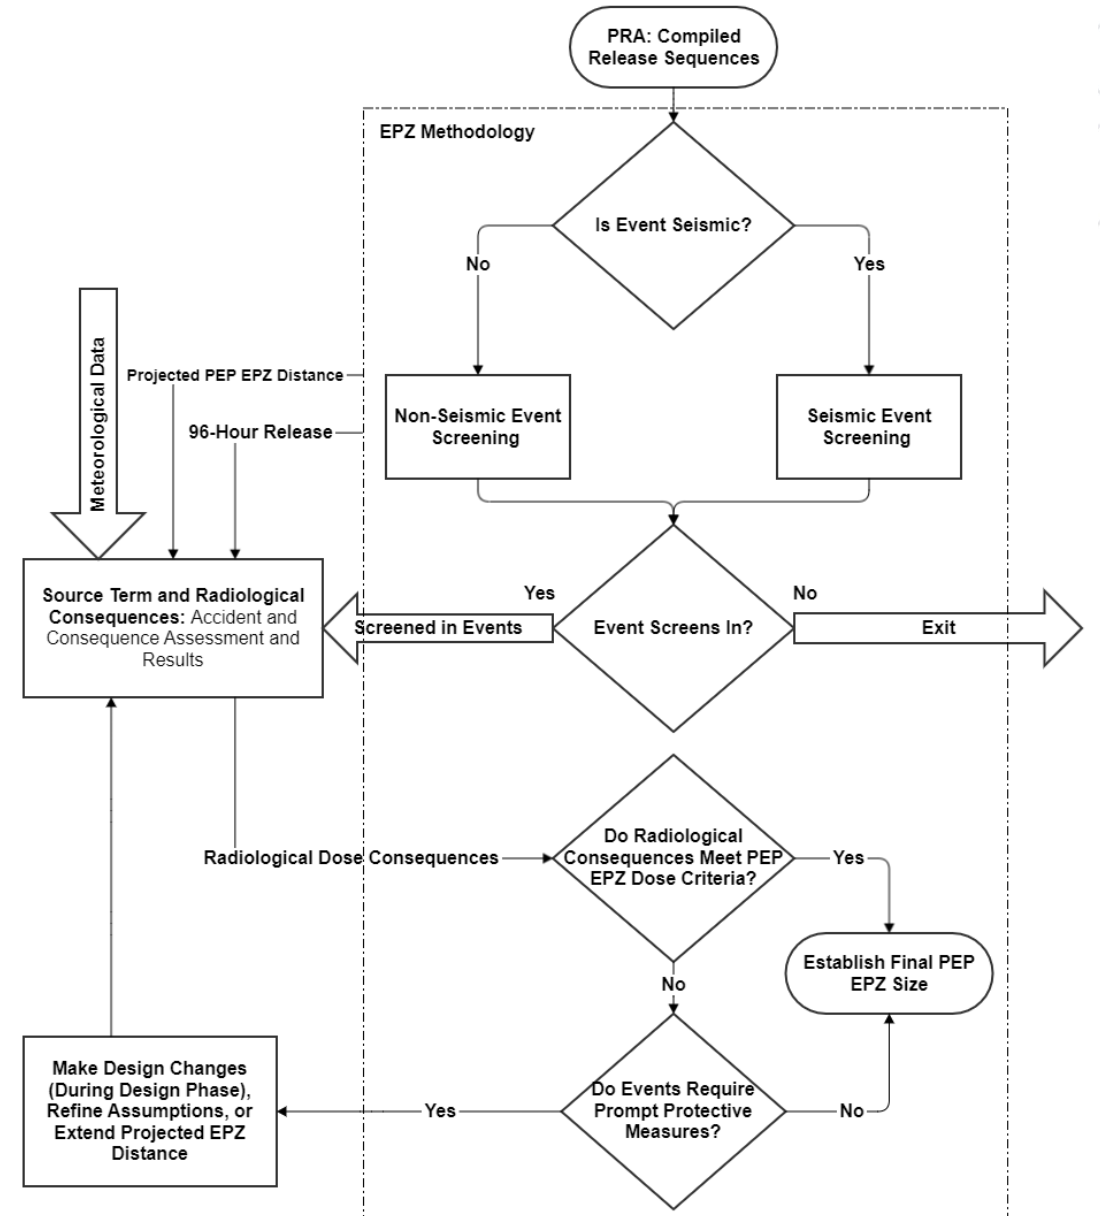 PRA: Compiled
Release Sequences
EPZ Methodology
Is Event Seismic?
No
Yes
Meteorological Data
Projected PEP EPZ Distance
96-Hour Release
Non-Seismic Event
Screening
Seismic Event
Screening
Source Term and Radiological
Consequences: Accident and
Consequence Assessment and
Results
Yes
Screened in Events
Event Screens In?
No
Exit
Radiological Dose Consequences
Do Radiological
Consequences Meet PEP
EPZ Dose Criteria?
Yes
Establish Final PEP
EPZ Size
No
Do Events Require
Prompt Protective
Measures?
No
Yes
Make Design Changes
(During Design Phase),
Refine Assumptions, or
Extend Projected EPZ
Distance